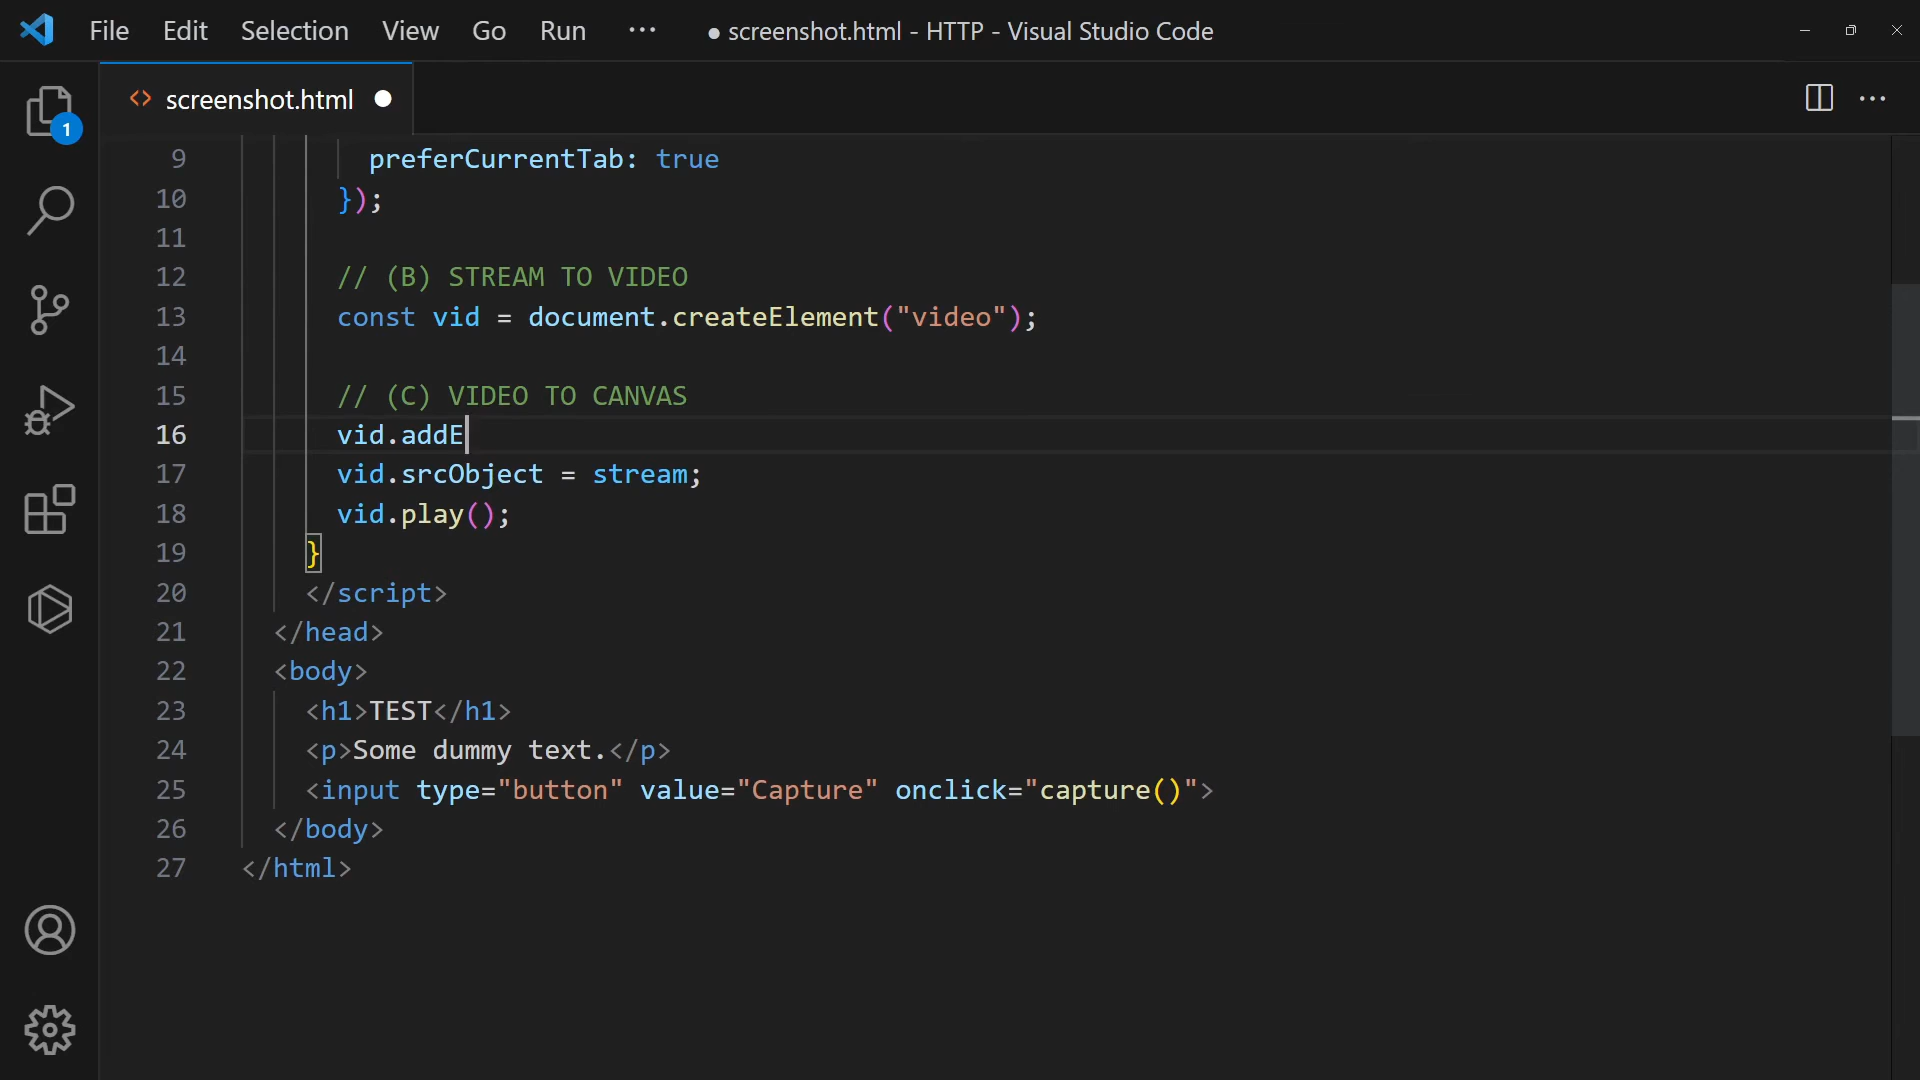 File Edit Selection View Go Run ··· ● screenshot.html - HTTP - Visual Studio Code
<> screenshot.html ●
1
9 preferCurrentTab: true
10 });
11
12 // (B) STREAM TO VIDEO
13 const vid = document.createElement("video");
14
15 // (C) VIDEO TO CANVAS
16 vid.addE
17 vid.srcObject = stream;
18 vid.play();
19 }
20 </script>
21 </head>
22 <body>
23 <h1>TEST</h1>
24 <p>Some dummy text.</p>
25 <input type="button" value="Capture" onclick="capture()">
26 </body>
27 </html>